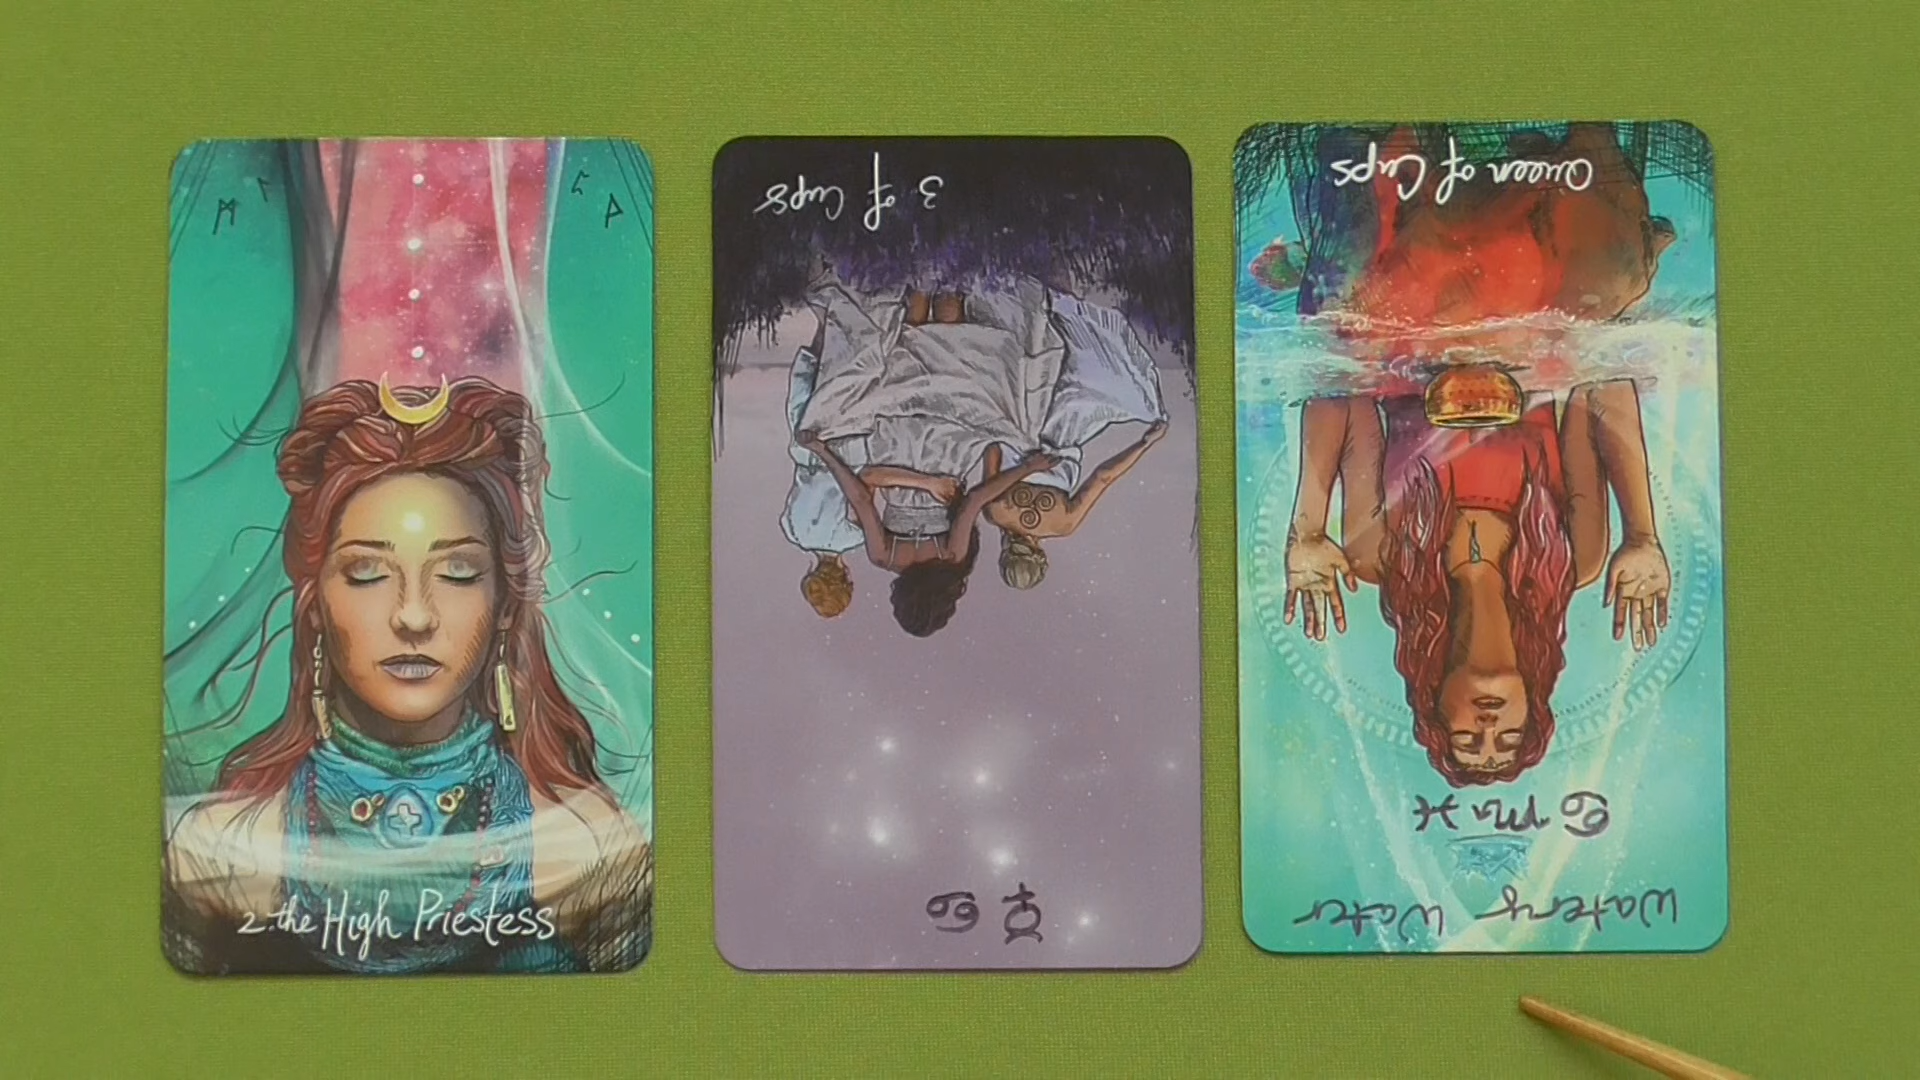 2. the High Priestess
3 of Cups
♋ ☿
Queen of Cups
♋ ♏ ♓
Watery Water